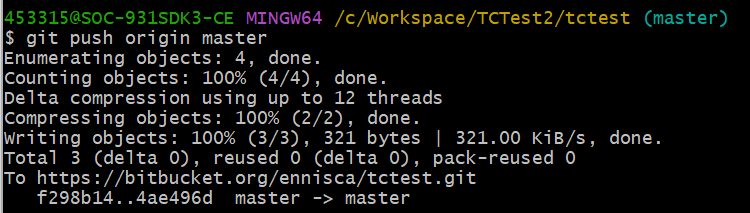 453315@SOC-931SDK3-CE MINGW64 /c/Workspace/TCTest2/tctest (master)
$ git push origin master
Enumerating objects: 4, done.
Counting objects: 100% (4/4), done.
Delta compression using up to 12 threads
Compressing objects: 100% (2/2), done.
Writing objects: 100% (3/3), 321 bytes | 321.00 KiB/s, done.
Total 3 (delta 0), reused 0 (delta 0), pack-reused 0
To https://bitbucket.org/ennisca/tctest.git
   f298b14..4ae496d  master -> master